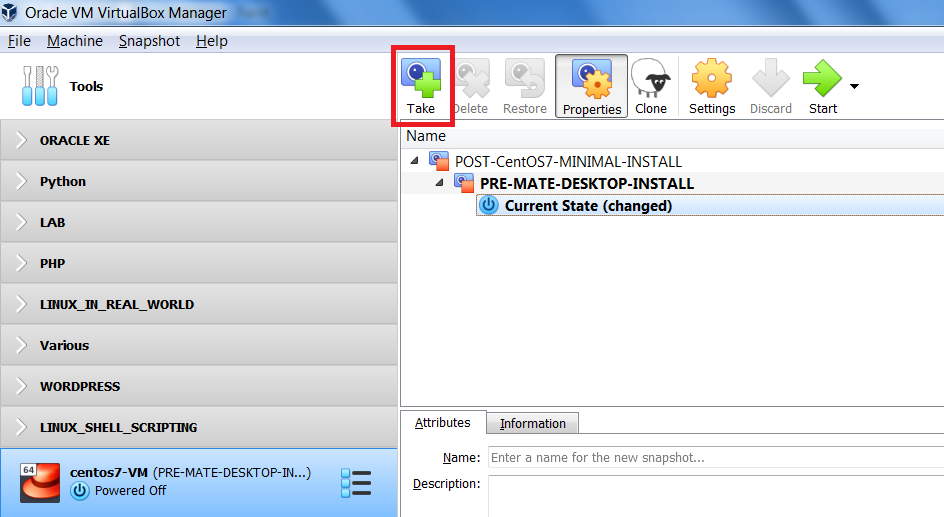 Oracle VM VirtualBox Manager
File Machine Snapshot Help
Tools
Take Delete Restore Properties Clone Settings Discard Start
Name
ORACLE XE
Python
LAB
PHP
LINUX_IN_REAL_WORLD
Various
WORDPRESS
LINUX_SHELL_SCRIPTING
64
centos7-VM (PRE-MATE-DESKTOP-IN...)
Powered Off
POST-CentOS7-MINIMAL-INSTALL
PRE-MATE-DESKTOP-INSTALL
Current State (changed)
Attributes Information
Name: Enter a name for the new snapshot...
Description: